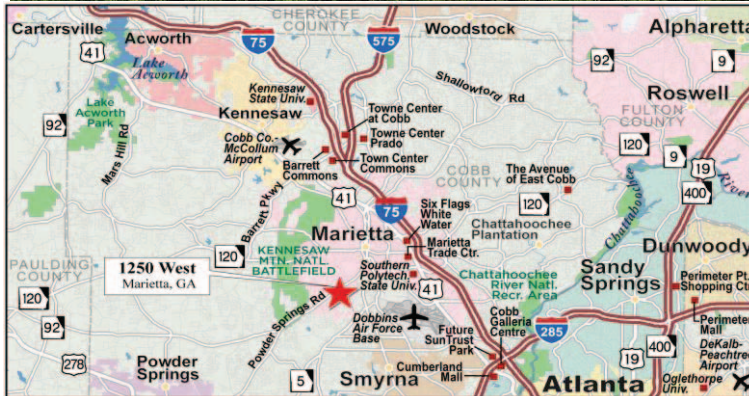 CHEROKEE
COUNTY
Cartersville
Acworth
Woodstock
Alpharetta
41
75
575
92
9
Lake
Acworth
Kennesaw
State Univ.
Shallowford Rd
Roswell
Lake
Acworth
Park
Kennesaw
Towne Center
at Cobb
FULTON
COUNTY
92
Mars Hill Rd
Cobb Co.-
McCollum
Airport
Towne Center
Prado
120
Barrett
Commons
Town Center
Commons
9
19
Barrett Pkwy
41
COBB
COUNTY
The Avenue
of East Cobb
400
River
75
Six Flags
White
Water
120
Chattahoochee
Marietta
Chattahoochee
Plantation
120
KENNESAW
MTN. NATL.
BATTLEFIELD
Marietta
Trade Ctr.
Dunwoody
PAULDING
COUNTY
1250 West
Marietta, GA
Southern
Polytech.
State Univ.
41
Chattahoochee
River Natl.
Recr. Area
Sandy
Springs
Perimeter Pt.
Shopping Ctr
120
Powder Springs Rd
Dobbins
Air Force
Base
Cobb
Galleria
Centre
Perimeter
Mall
92
Future
SunTrust
Park
285
400
DeKalb-
Peachtree
Airport
278
Powder
Springs
5
Smyrna
Cumberland
Mall
19
Atlanta
Oglethorpe
Univ.